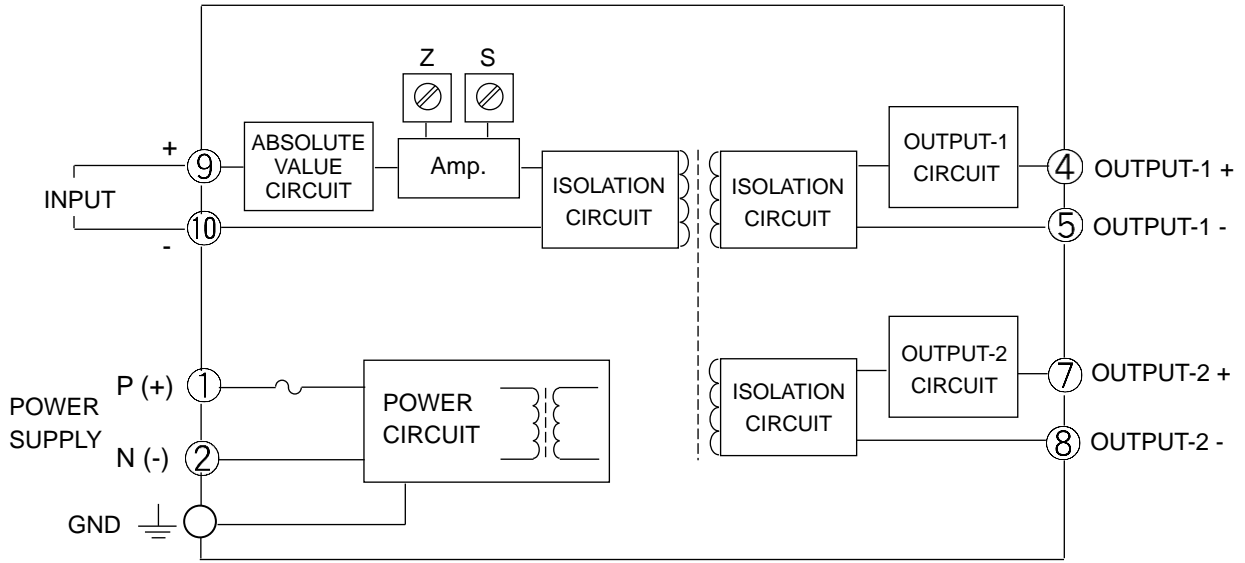 Z
S
+
9
ABSOLUTE
VALUE
CIRCUIT
Amp.
ISOLATION
CIRCUIT
ISOLATION
CIRCUIT
OUTPUT-1
CIRCUIT
4
OUTPUT-1 +
INPUT
10
-
5
OUTPUT-1 -
POWER
SUPPLY
P (+)
1
N (-)
2
POWER
CIRCUIT
ISOLATION
CIRCUIT
OUTPUT-2
CIRCUIT
7
OUTPUT-2 +
8
OUTPUT-2 -
GND